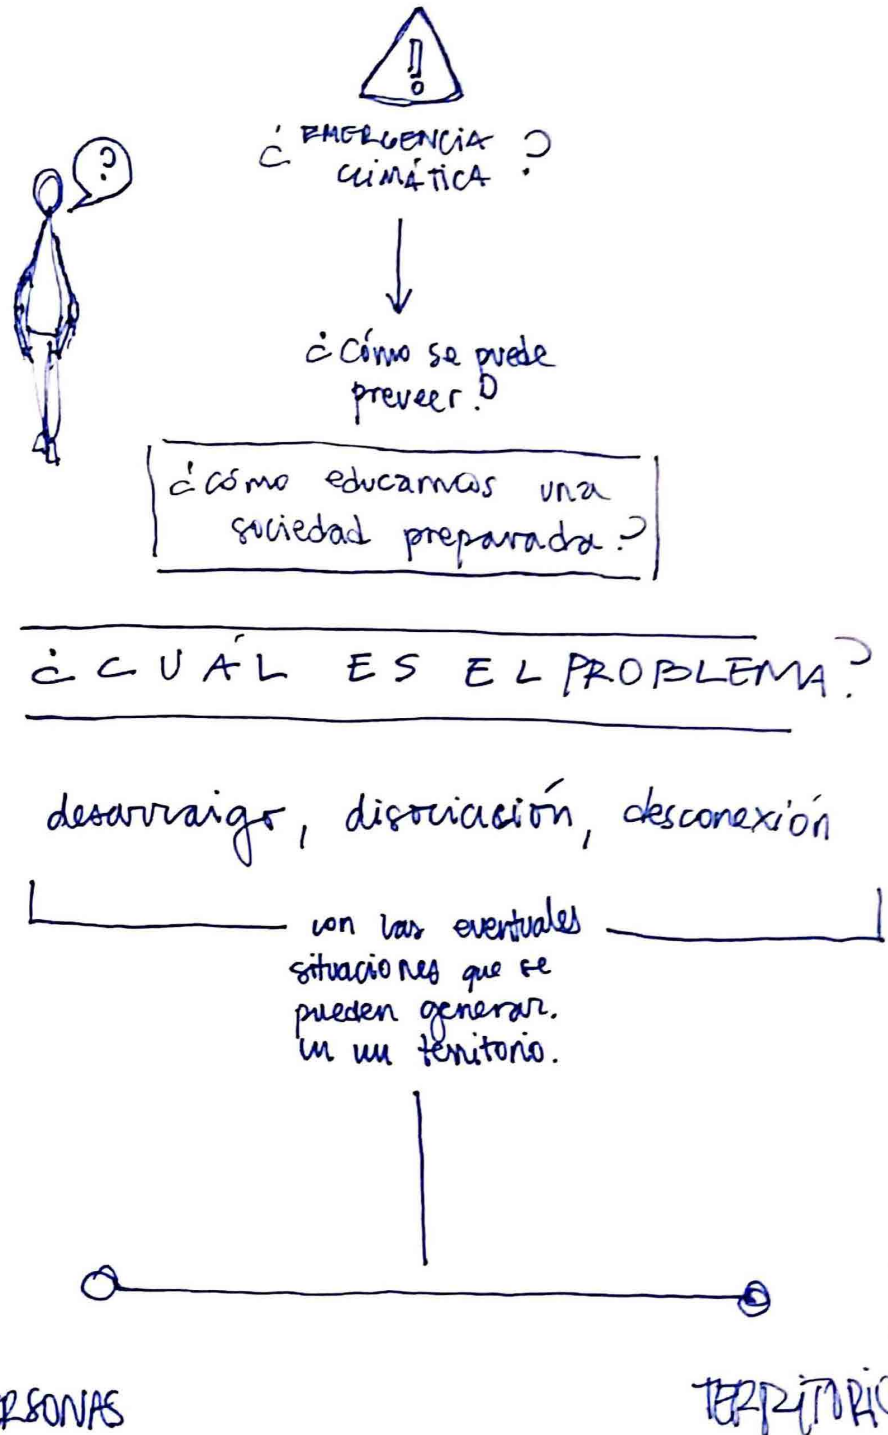 !
¿EMERGENCIA
CLIMÁTICA?
?
¿Cómo se puede
preveer?
¿Cómo educamos una
sociedad preparada?
¿CUÁL ES EL PROBLEMA?
desarraigo, disociación, desconexión
con las eventuales
situaciones que se
pueden generar.
en un territorio.
RSONAS
TERRITORIO